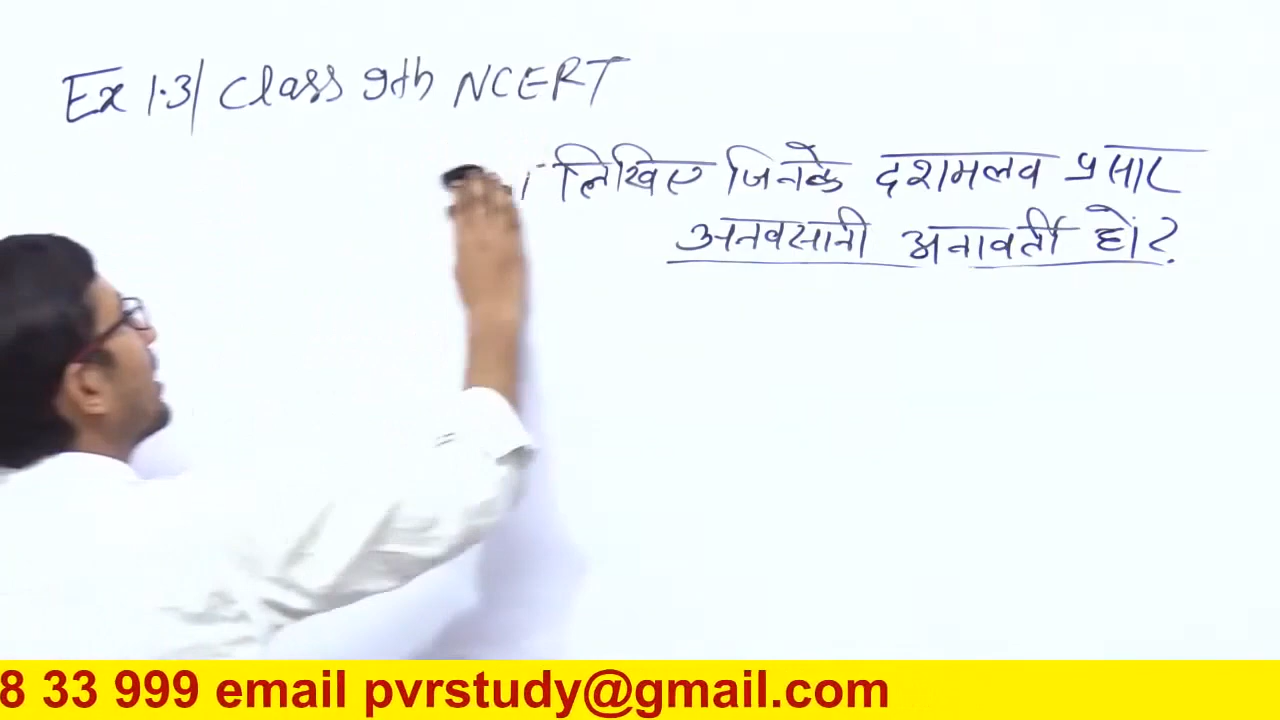 Ex 1.3/ Class 9th NCERT
लिखिए जिनके दशमलव प्रसार
अनवसानी अनावर्ती हों?
8 33 999 email pvrstudy@gmail.com